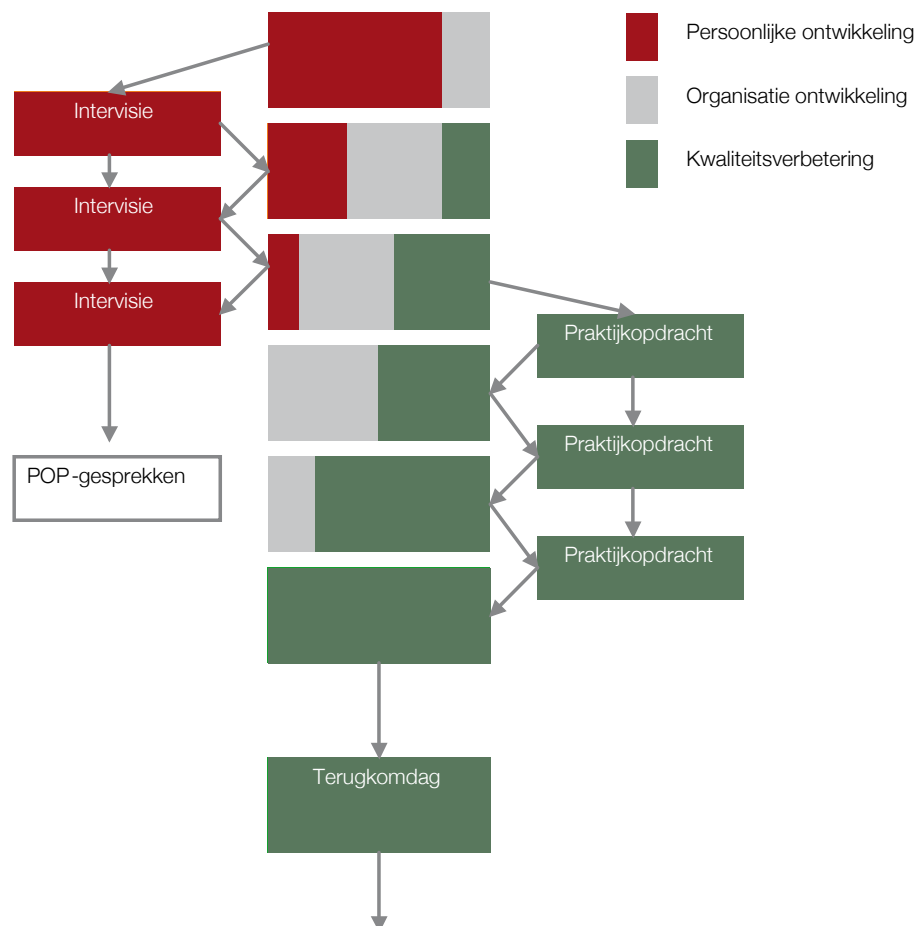 Persoonlijke ontwikkeling
Organisatie ontwikkeling
Kwaliteitsverbetering
Intervisie
Intervisie
Intervisie
POP-gesprekken
Praktijkopdracht
Praktijkopdracht
Praktijkopdracht
Terugkomdag